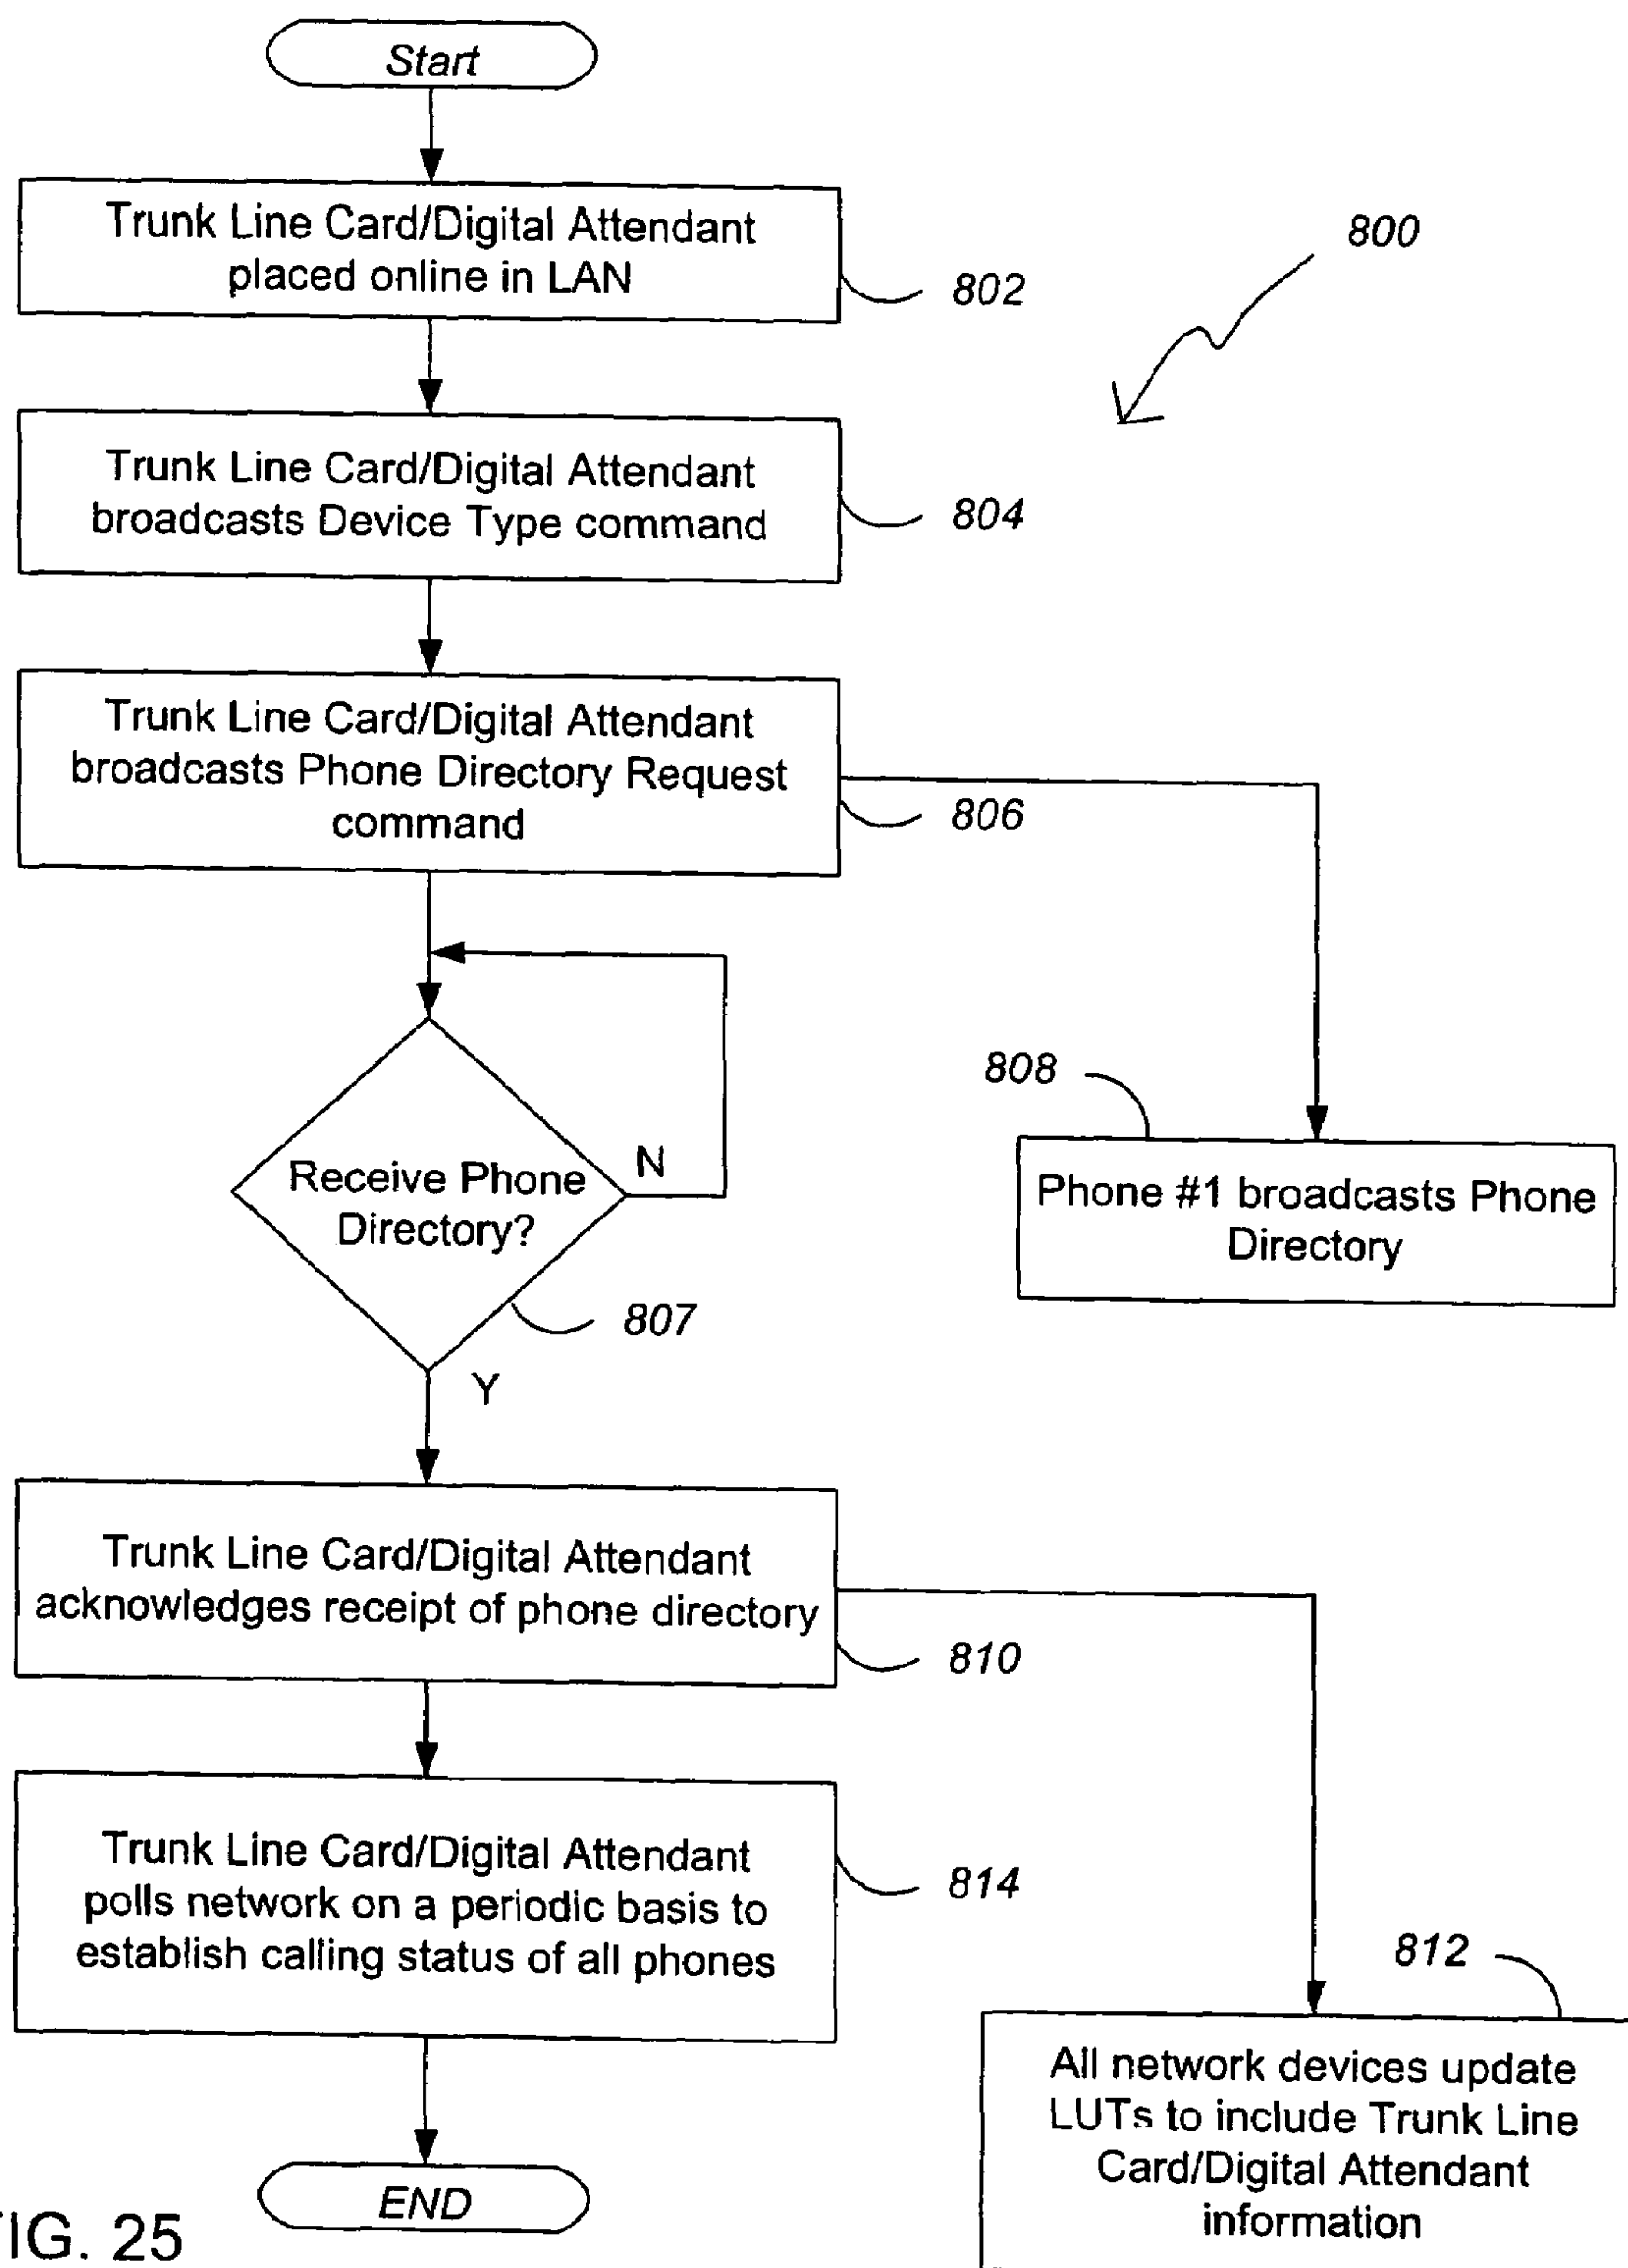 Start
Trunk Line Card/Digital Attendant
placed online in LAN
802
800
Trunk Line Card/Digital Attendant
broadcasts Device Type command
804
Trunk Line Card/Digital Attendant
broadcasts Phone Directory Request
command
806
808
Phone #1 broadcasts Phone
Directory
Receive Phone
Directory?
N
807
Y
Trunk Line Card/Digital Attendant
acknowledges receipt of phone directory
810
Trunk Line Card/Digital Attendant
polls network on a periodic basis to
establish calling status of all phones
814
812
All network devices update
LUTs to include Trunk Line
Card/Digital Attendant
information
END
FIG. 25